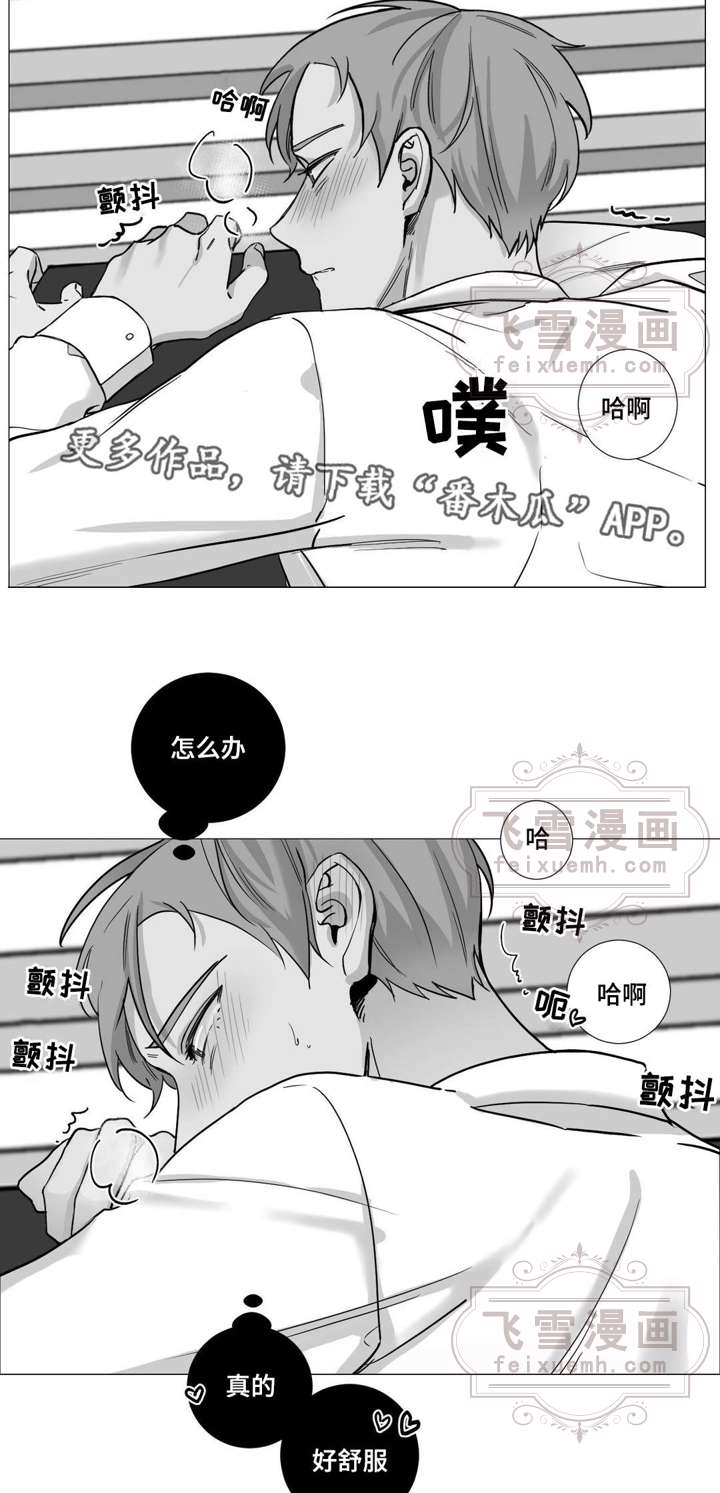 哈啊
颤抖
飞雪漫画
feixuemh.com
哈啊
噗
更多作品，请下载“番木瓜”APP。
怎么办
飞雪漫画
feixuemh.com
哈
颤抖
颤抖
哈啊
呃
颤抖
颤抖
飞雪漫画
feixuemh.com
真的
好舒服